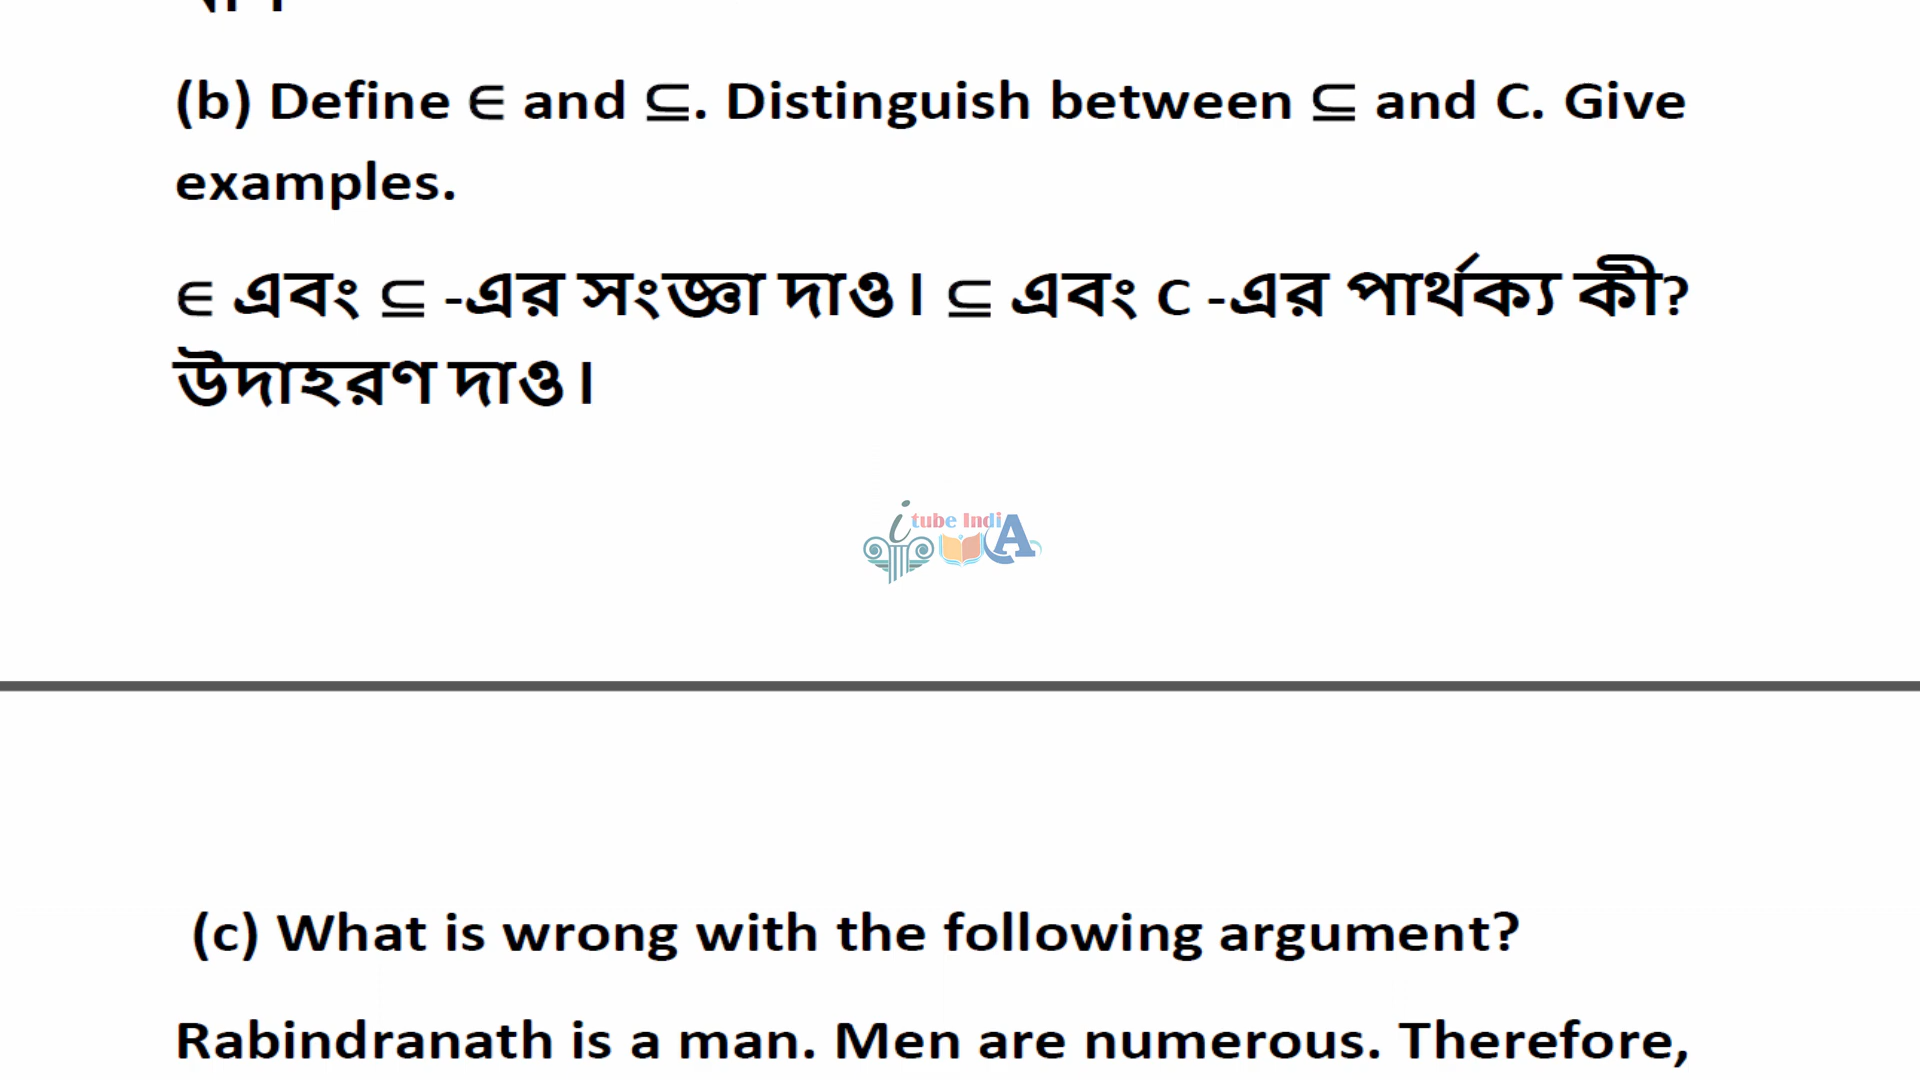 (b) Define ∈ and ⊆. Distinguish between ⊆ and C. Give
examples.
∈ এবং ⊆ -এর সংজ্ঞা দাও। ⊆ এবং C -এর পার্থক্য কী?
উদাহরণ দাও।
i tube IndiA
(c) What is wrong with the following argument?
Rabindranath is a man. Men are numerous. Therefore,